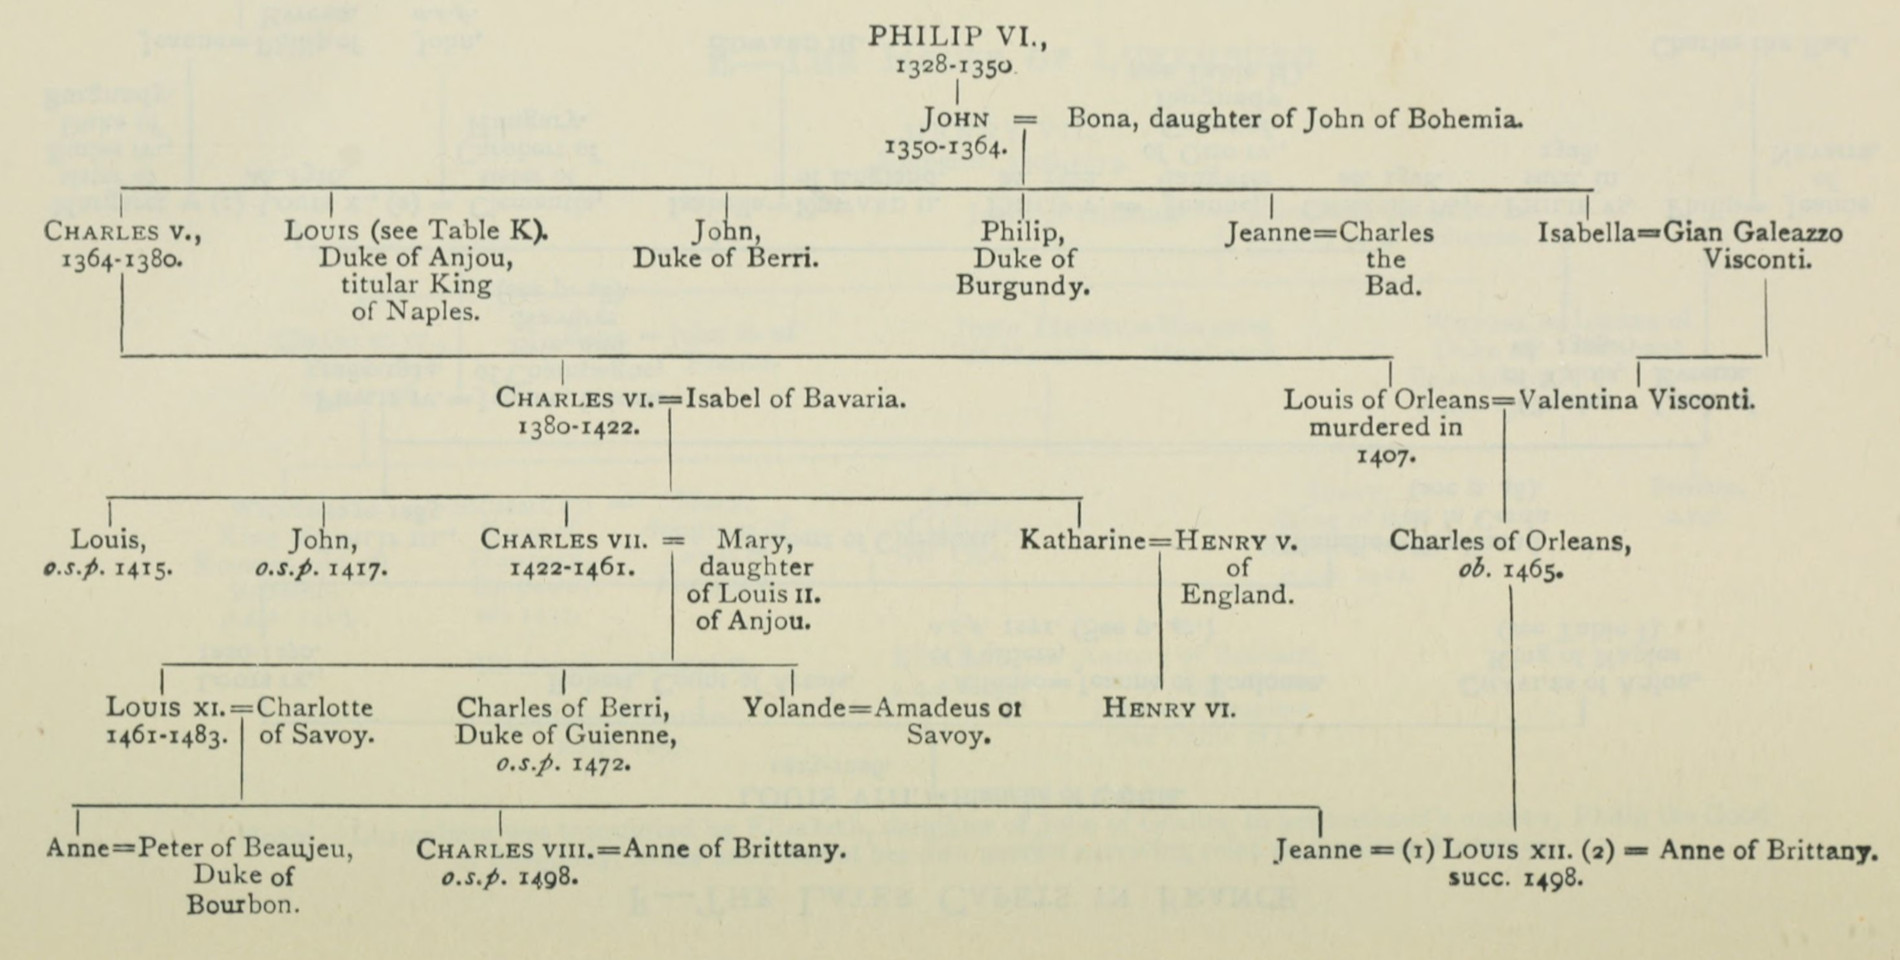 PHILIP VI.,
1328-1350.
JOHN = Bona, daughter of John of Bohemia.
1350-1364.
CHARLES V.,
1364-1380.
LOUIS (see Table K).
Duke of Anjou,
titular King
of Naples.
John,
Duke of Berri.
Philip,
Duke of
Burgundy.
Jeanne=Charles
the
Bad.
Isabella=Gian Galeazzo
Visconti.
CHARLES VI.=Isabel of Bavaria.
1380-1422.
Louis of Orleans=Valentina Visconti.
murdered in
1407.
Louis,
o.s.p. 1415.
John,
o.s.p. 1417.
CHARLES VII. = Mary,
1422-1461.
daughter
of Louis II.
of Anjou.
Katharine=HENRY V.
of
England.
Charles of Orleans,
ob. 1465.
LOUIS XI.=Charlotte
1461-1483. of Savoy.
Charles of Berri,
Duke of Guienne,
o.s.p. 1472.
Yolande=Amadeus of
Savoy.
HENRY VI.
Anne=Peter of Beaujeu,
Duke of
Bourbon.
CHARLES VIII.=Anne of Brittany.
o.s.p. 1498.
Jeanne = (1) LOUIS XII. (2) = Anne of Brittany.
succ. 1498.